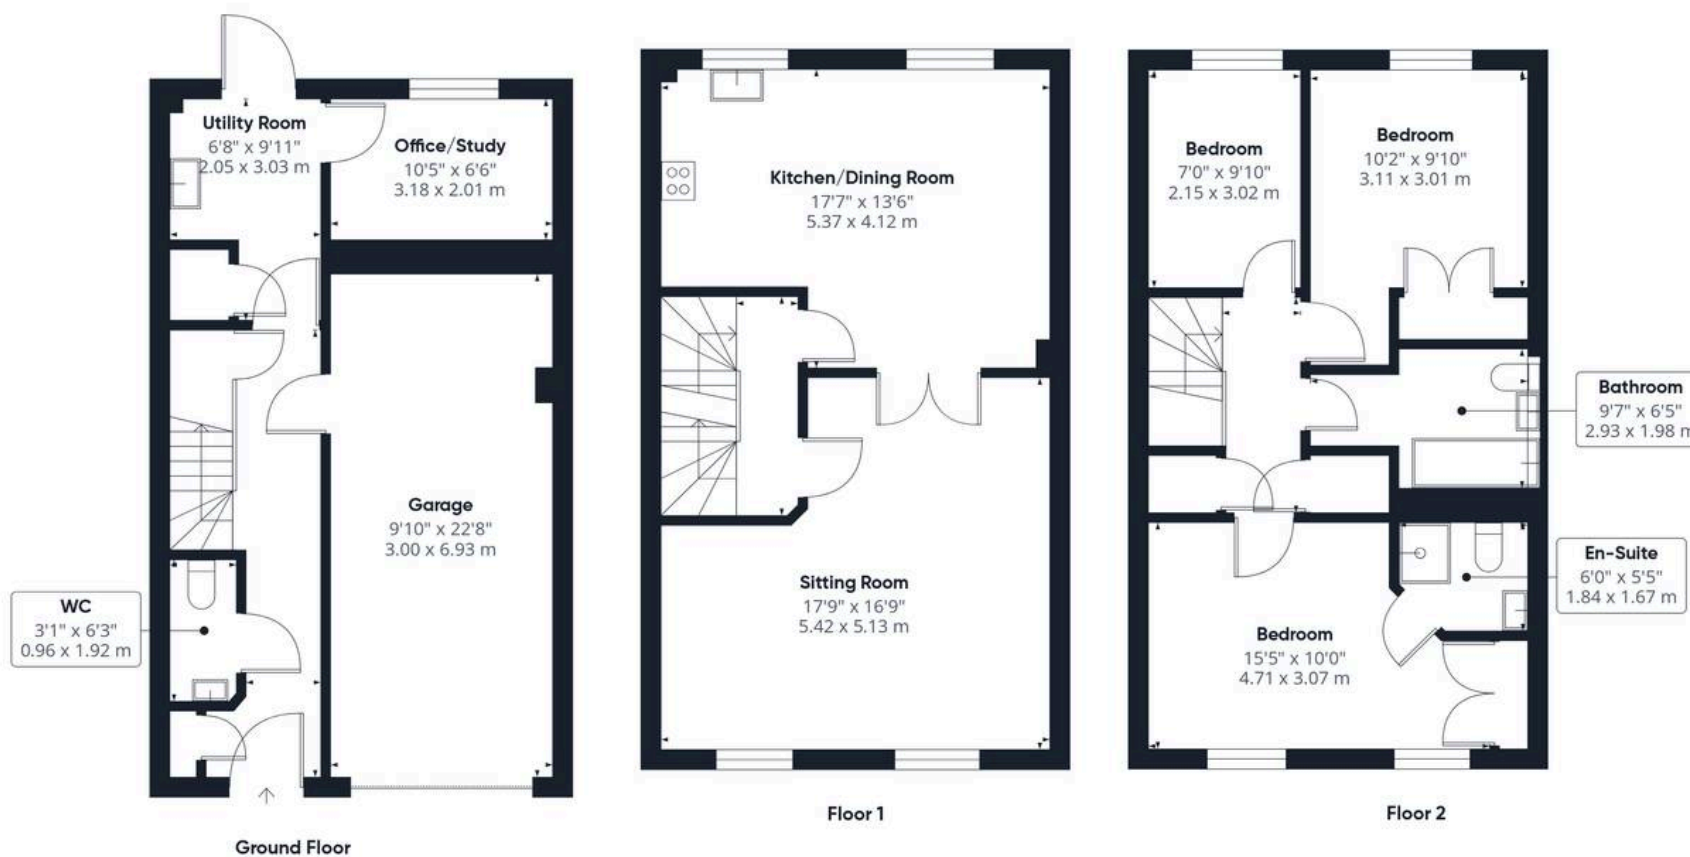 Utility Room
6'8" x 9'11"
2.05 x 3.03 m
Office/Study
10'5" x 6'6"
3.18 x 2.01 m
Garage
9'10" x 22'8"
3.00 x 6.93 m
WC
3'1" x 6'3"
0.96 x 1.92 m
Ground Floor
Kitchen/Dining Room
17'7" x 13'6"
5.37 x 4.12 m
Sitting Room
17'9" x 16'9"
5.42 x 5.13 m
Floor 1
Bedroom
7'0" x 9'10"
2.15 x 3.02 m
Bedroom
10'2" x 9'10"
3.11 x 3.01 m
Bathroom
9'7" x 6'5"
2.93 x 1.98 m
En-Suite
6'0" x 5'5"
1.84 x 1.67 m
Bedroom
15'5" x 10'0"
4.71 x 3.07 m
Floor 2